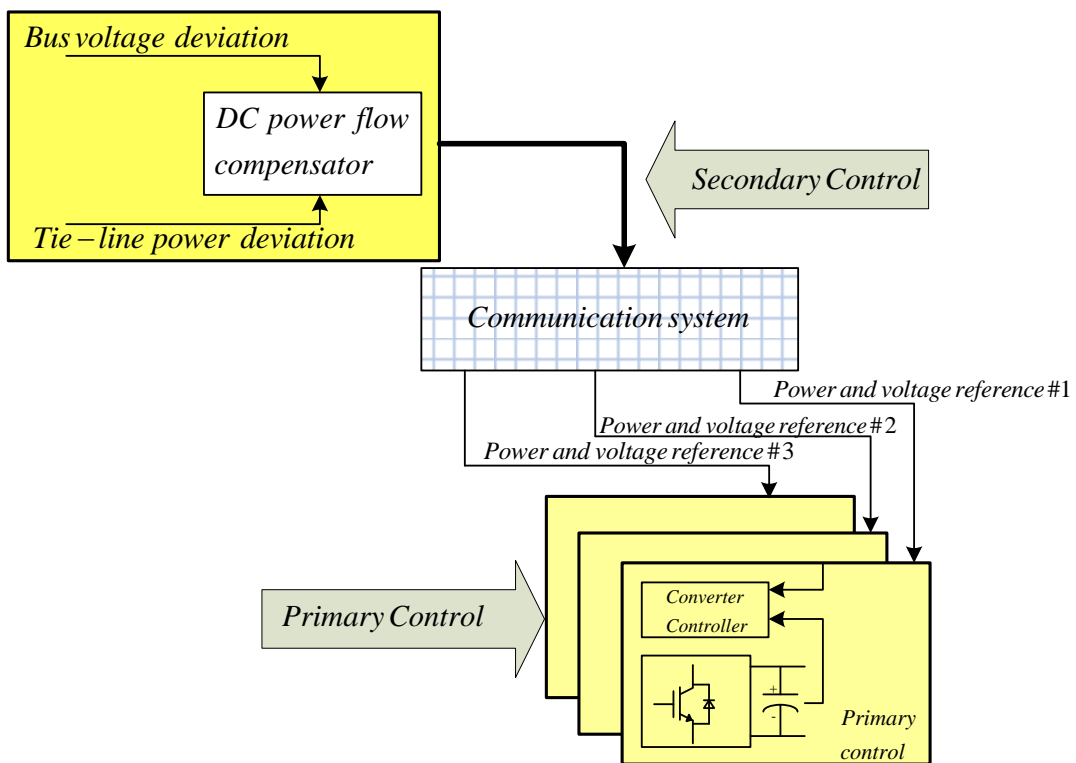 Bus voltage deviation
DC power flow
compensator
Tie – line power deviation
Secondary Control
Communication system
Power and voltage reference #1
Power and voltage reference #2
Power and voltage reference #3
Primary Control
Converter
Controller
+
-
Primary
control